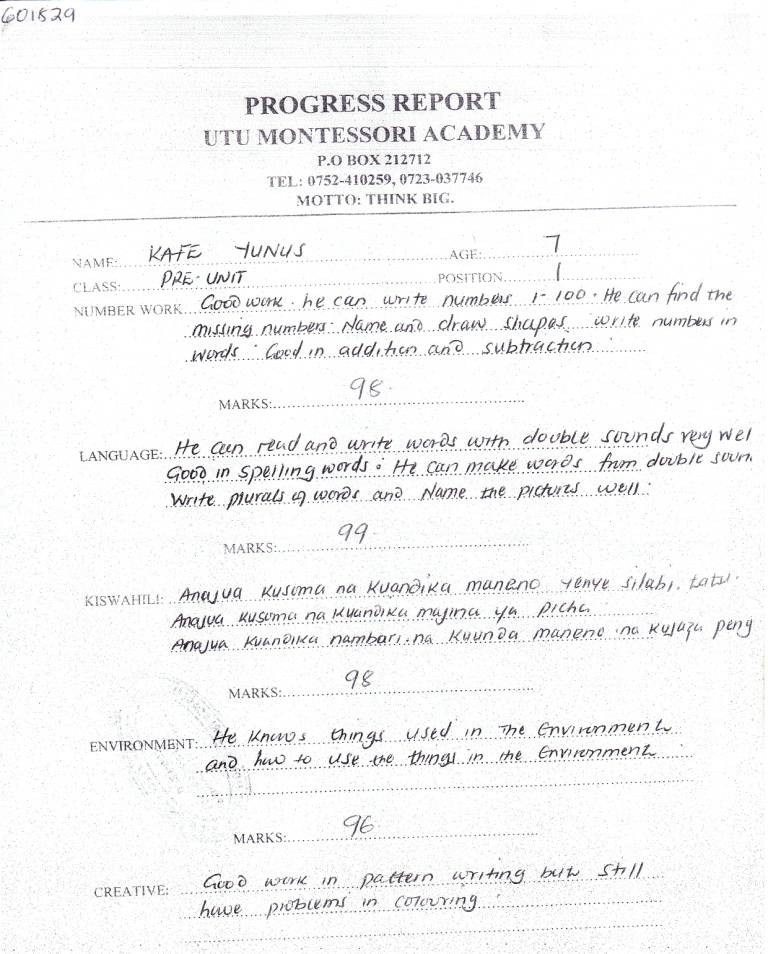 601829
PROGRESS REPORT
UTU MONTESSORI ACADEMY
P.O BOX 212712
TEL: 0752-410259, 0723-037746
MOTTO: THINK BIG.
NAME: KAFE YUNUS AGE: 7
CLASS: PRE-UNIT POSITION 1
NUMBER WORK Good work. he can write numbers 1-100. He can find the
missing numbers. Name and draw shapes. write numbers in
words. Good in addition and subtraction.
MARKS: 98.
LANGUAGE: He can read and write words with double sounds very wel
Good in spelling words. He can make words from double soun
Write plurals of words and Name the pictures well.
MARKS: 99.
KISWAHILI: Anajua Kusoma na Kuandika maneno yenye silabi tatu.
Anajua Kusoma na Kuandika majina ya picha.
Anajua Kuandika nambari na Kuunda maneno na Kujaza peng
MARKS: 98
ENVIRONMENT: He Knows things used in The Environment
and how to use the things in the Environment.
MARKS: 96
CREATIVE: Good work in pattern writing but still
have problems in colouring.